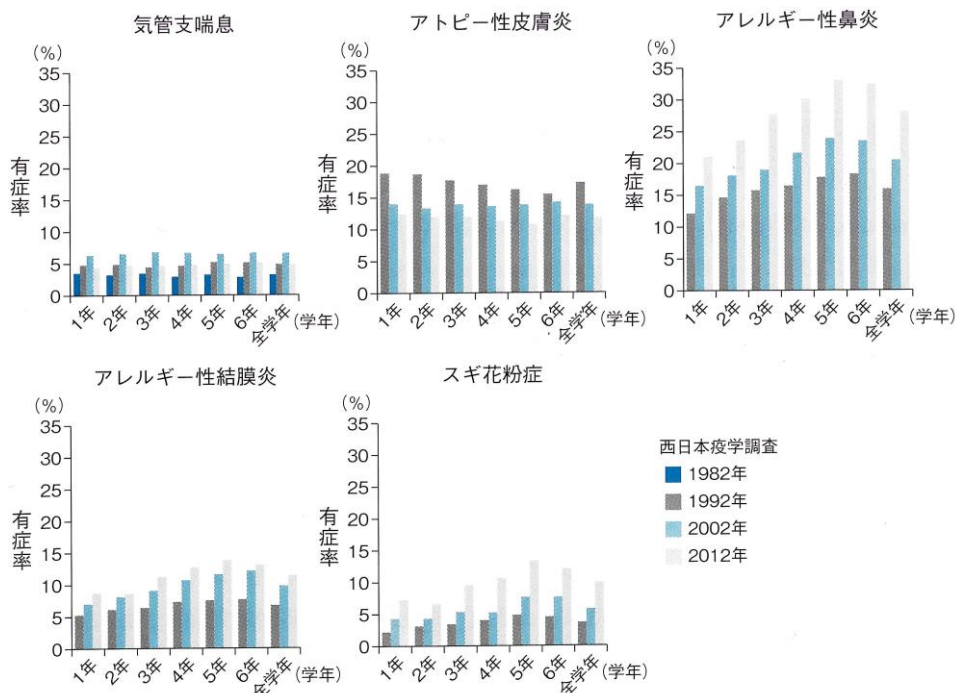 気管支喘息
(%)
35
30
25
20
15
10
5
0
有症率
1年 2年 3年 4年 5年 6年 全学年 (学年)
アトピー性皮膚炎
(%)
35
30
25
20
15
10
5
0
有症率
1年 2年 3年 4年 5年 6年 全学年 (学年)
アレルギー性鼻炎
(%)
35
30
25
20
15
10
5
0
有症率
1年 2年 3年 4年 5年 6年 全学年 (学年)
アレルギー性結膜炎
(%)
35
30
25
20
15
10
5
0
有症率
1年 2年 3年 4年 5年 6年 全学年 (学年)
スギ花粉症
(%)
35
30
25
20
15
10
5
0
有症率
1年 2年 3年 4年 5年 6年 全学年 (学年)
西日本疫学調査
1982年
1992年
2002年
2012年